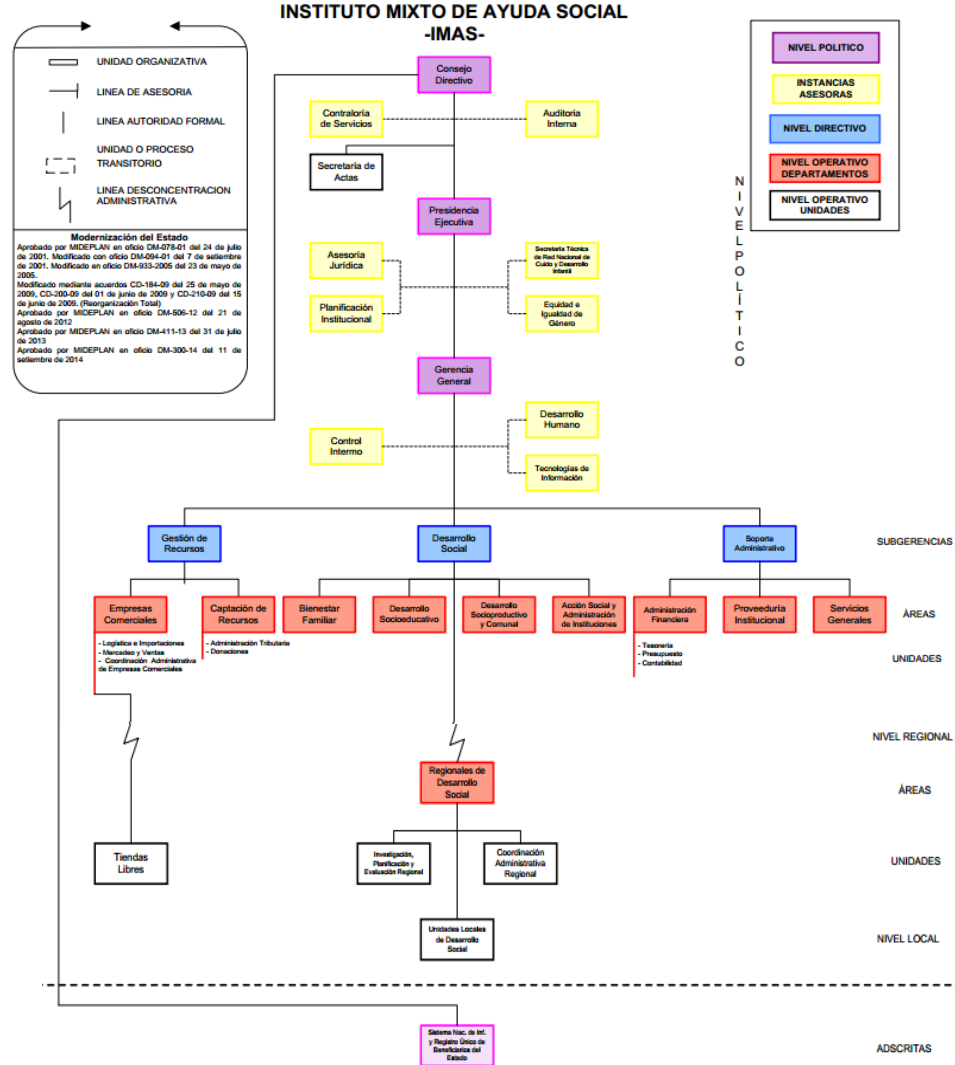 INSTITUTO MIXTO DE AYUDA SOCIAL
-IMAS-
UNIDAD ORGANIZATIVA
LINEA DE ASESORIA
LINEA AUTORIDAD FORMAL
UNIDAD O PROCESO
TRANSITORIO
LINEA DESCONCENTRACION
ADMINISTRATIVA
Modernización del Estado
Aprobado por MIDEPLAN en oficio DM-078-01 del 24 de julio
de 2001. Modificado con oficio DM-094-01 del 7 de setiembre
de 2001. Modificado en oficio DM-933-2005 del 23 de mayo de
2005.
Modificado mediante acuerdos CD-184-09 del 25 de mayo de
2009, CD-200-09 del 01 de junio de 2009 y CD-210-09 del 15
de junio de 2009. (Reorganización Total)
Aprobado por MIDEPLAN en oficio DM-506-12 del 21 de
agosto de 2012
Aprobado por MIDEPLAN en oficio DM-411-13 del 31 de julio
de 2013
Aprobado por MIDEPLAN en oficio DM-300-14 del 11 de
setiembre de 2014
NIVEL POLITICO
INSTANCIAS
ASESORAS
NIVEL DIRECTIVO
NIVEL OPERATIVO
DEPARTAMENTOS
NIVEL OPERATIVO
UNIDADES
NIVEL POLÍTICO
Consejo
Directivo
Contraloría
de Servicios
Auditoria
Interna
Secretaría de
Actas
Presidencia
Ejecutiva
Asesoría
Jurídica
Secretaría Técnica
de Red Nacional de
Cuido y Desarrollo
Infantil
Planificación
Institucional
Equidad e
Igualdad de
Género
Gerencia
General
Control
Intermo
Desarrollo
Humano
Tecnologías de
Información
Gestión de
Recursos
Desarrollo
Social
Soporte
Administrativo
SUBGERENCIAS
Empresas
Comerciales
Captación de
Recursos
Bienestar
Familiar
Desarrollo
Socioeducativo
Desarrollo
Socioproductivo
y Comunal
Acción Social y
Administración
de Instituciones
Administración
Financiera
Proveeduría
Institucional
Servicios
Generales
ÀREAS
- Logística e Importaciones
- Mercadeo y Ventas
- Coordinación Administrativa
de Empresas Comerciales
- Administración Tributaria
- Donaciones
- Tesorería
- Presupuesto
- Contabilidad
UNIDADES
NIVEL REGIONAL
Regionales de
Desarrollo
Social
ÀREAS
Tiendas
Libres
Investigación,
Planificación y
Evaluación Regional
Coordinación
Administrativa
Regional
UNIDADES
Unidades Locales
de Desarrollo
Social
NIVEL LOCAL
Sistema Nac. de Inf.
y Registro Único de
Beneficiarios del
Estado
ADSCRITAS